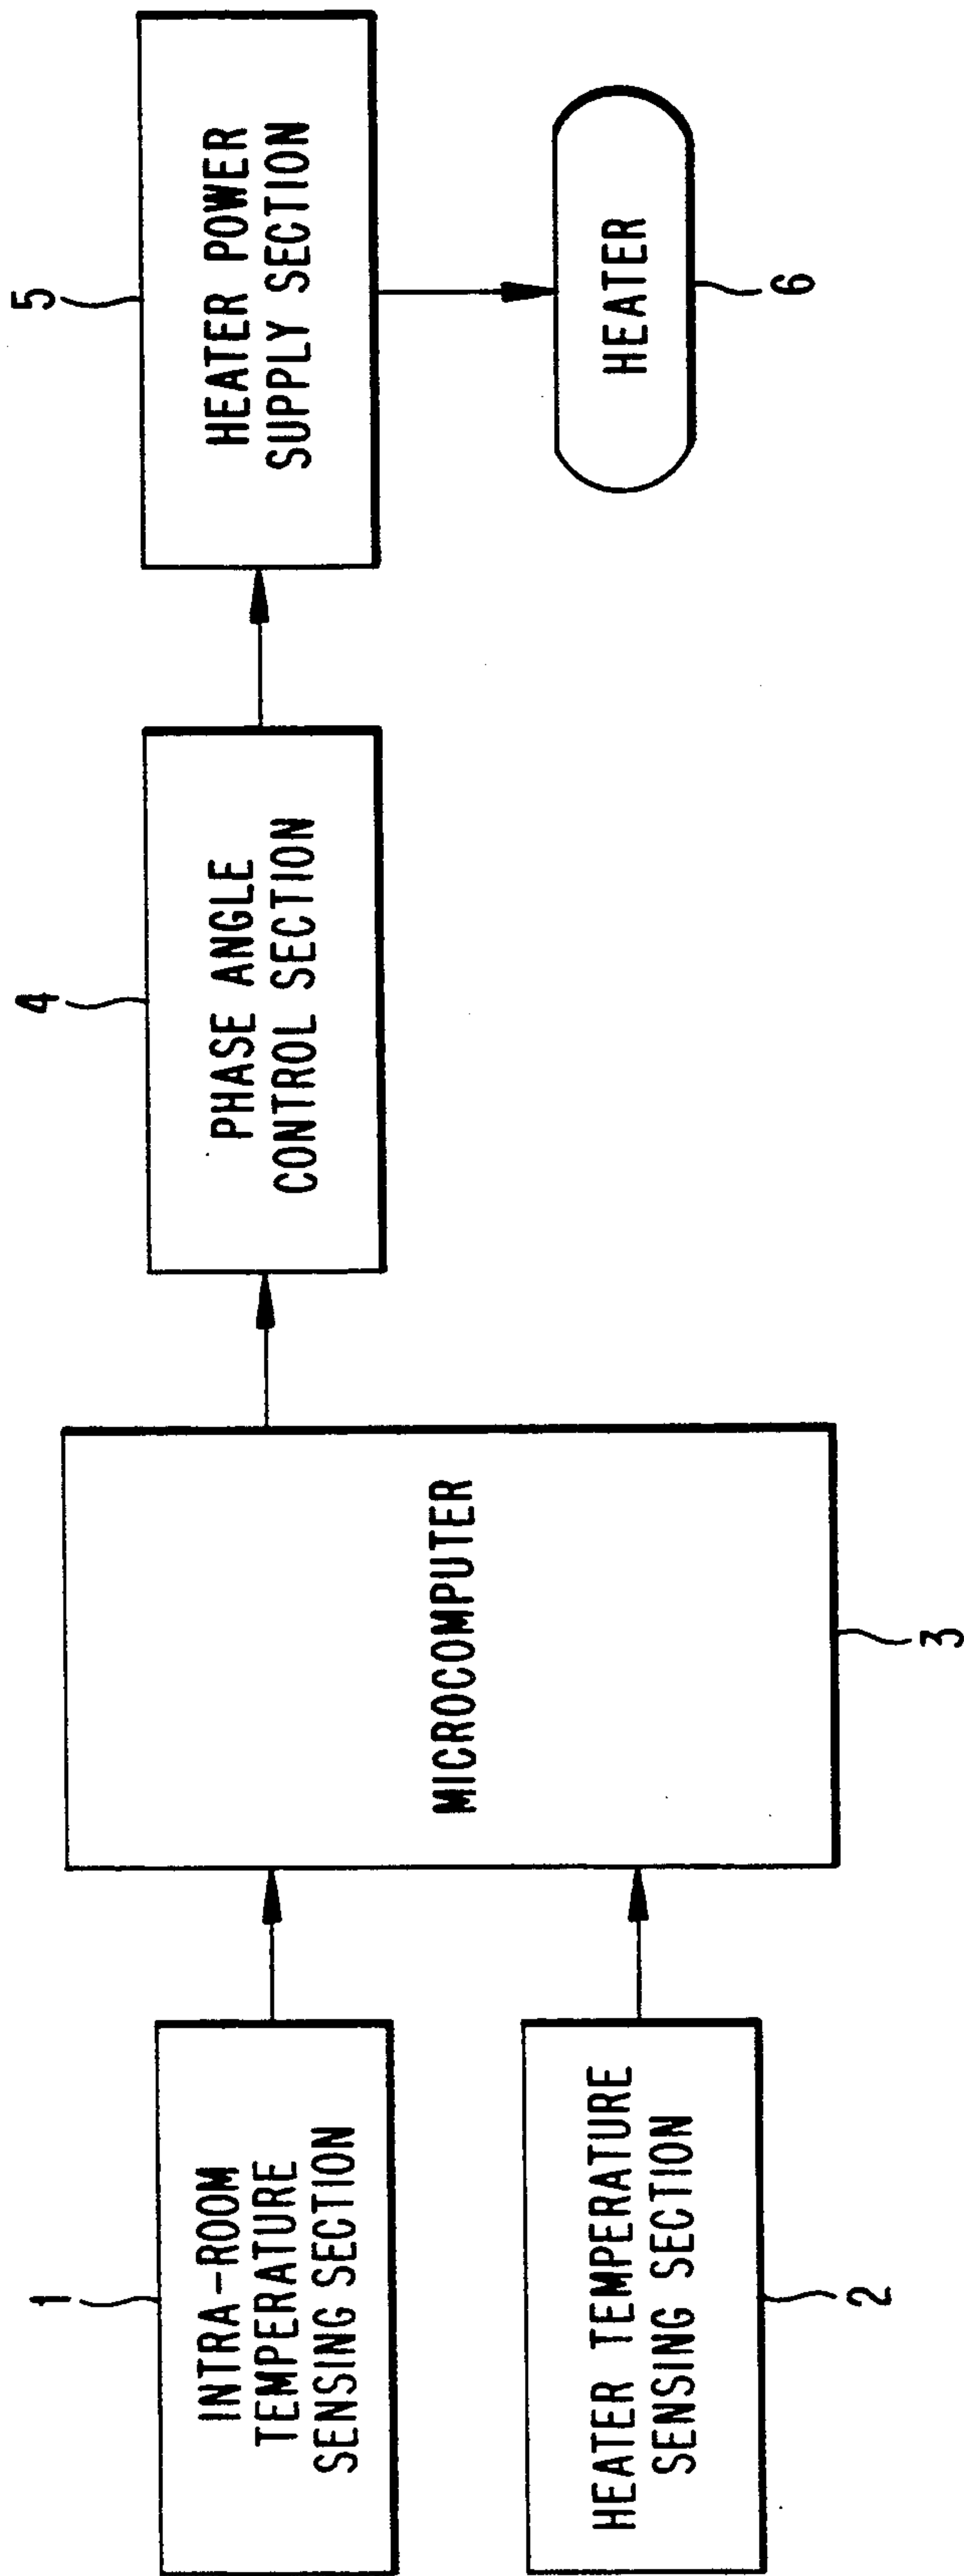 1
INTRA-ROOM
TEMPERATURE
SENSING SECTION
HEATER TEMPERATURE
SENSING SECTION
2
MICROCOMPUTER
3
4
PHASE ANGLE
CONTROL SECTION
5
HEATER POWER
SUPPLY SECTION
HEATER
6